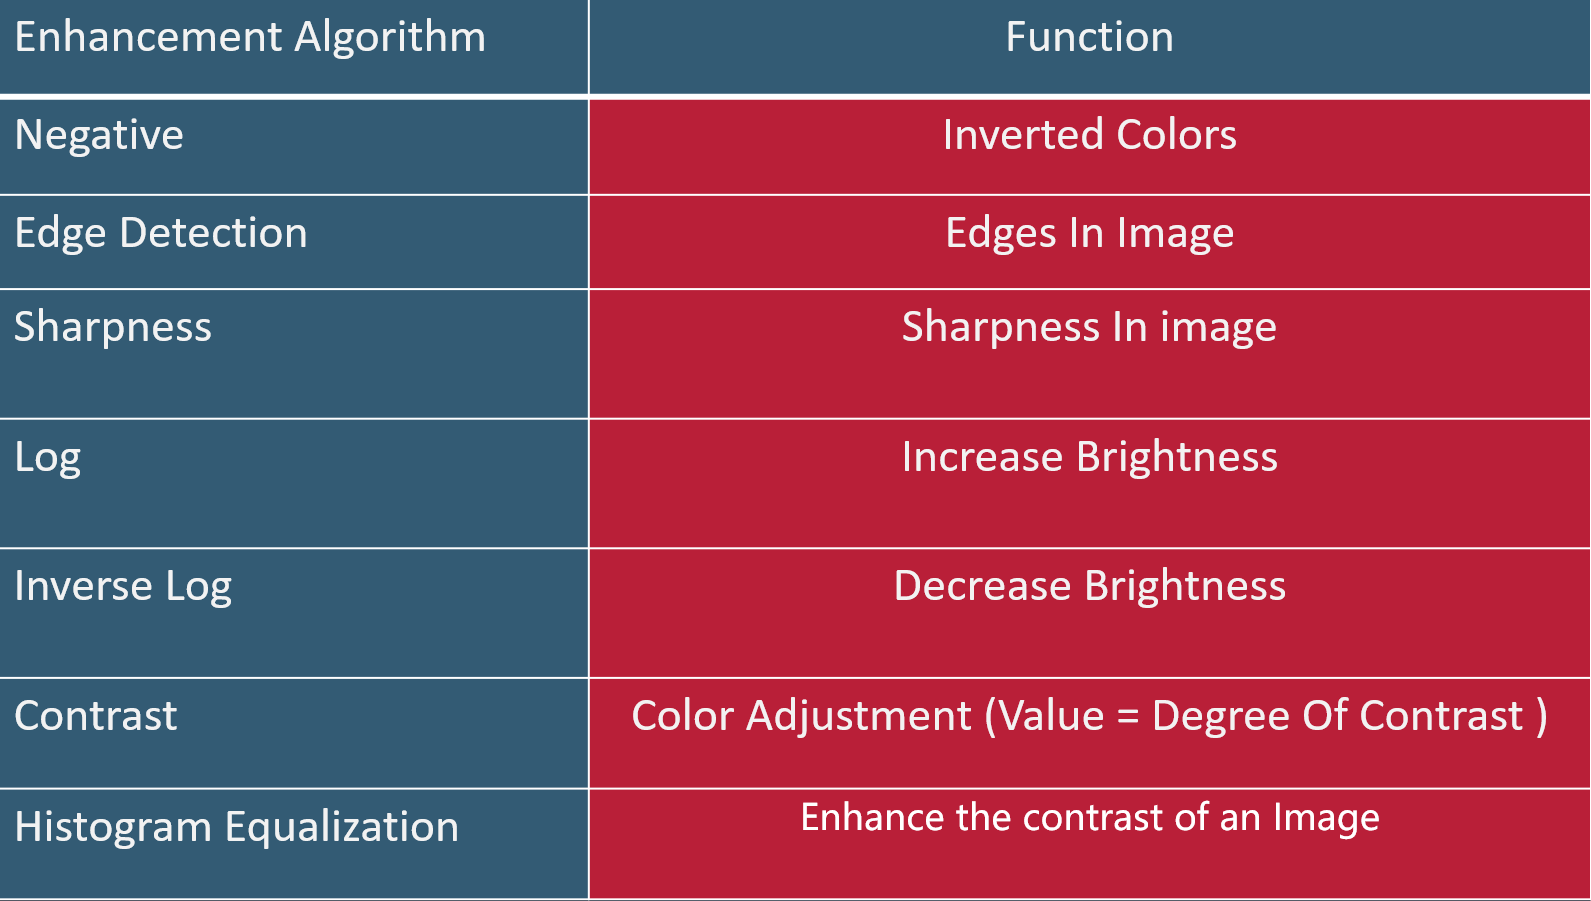 Enhancement Algorithm Function
Negative Inverted Colors
Edge Detection Edges In Image
Sharpness Sharpness In image
Log Increase Brightness
Inverse Log Decrease Brightness
Contrast Color Adjustment (Value = Degree Of Contrast )
Histogram Equalization Enhance the contrast of an Image